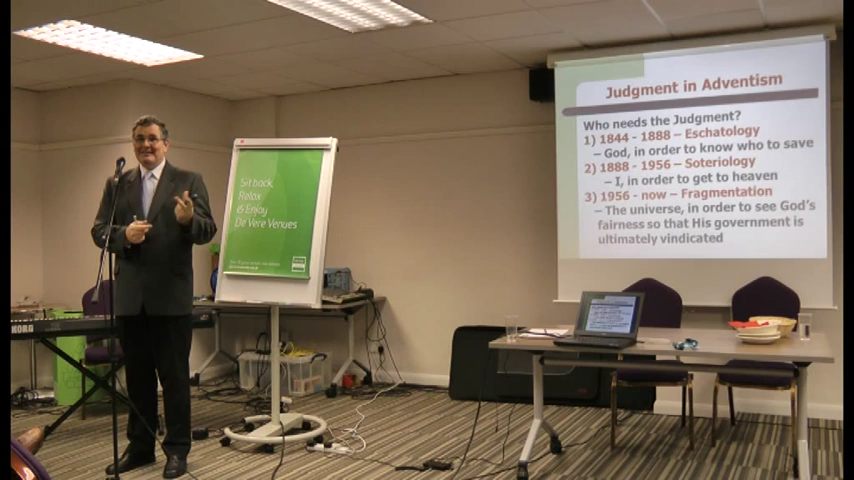 Sit back,
Relax
& Enjoy
De Vere Venues
KORG
Judgment in Adventism
Who needs the Judgment?
1) 1844 - 1888 – Eschatology
– God, in order to know who to save
2) 1888 - 1956 – Soteriology
– I, in order to get to heaven
3) 1956 - now – Fragmentation
– The universe, in order to see God's
fairness so that His government is
ultimately vindicated